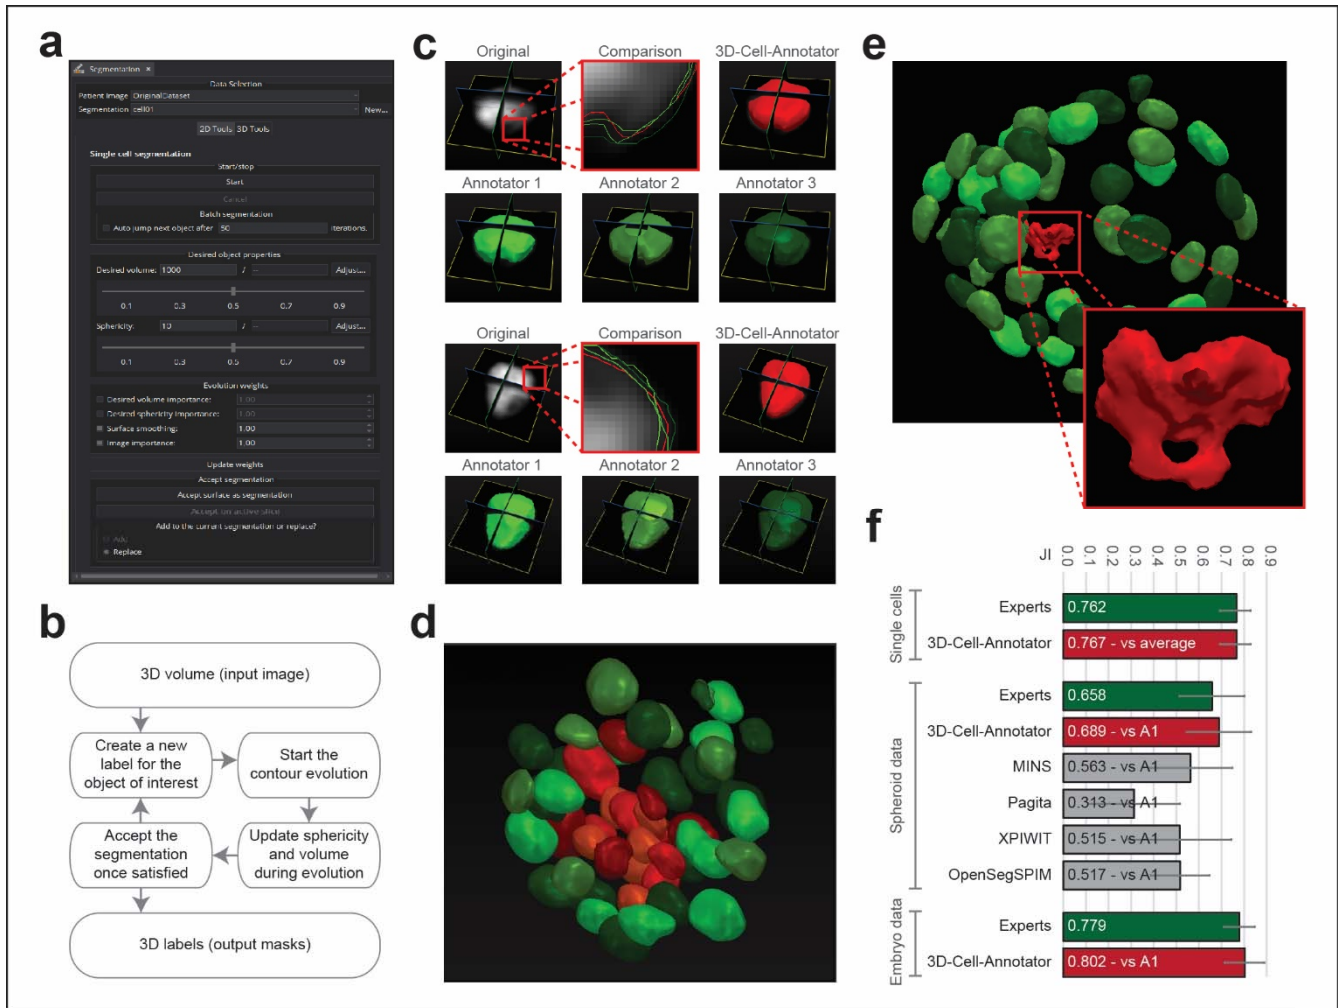 a
Segmentation ×
Data Selection
Patient Image OriginalDataset
Segmentation cell01 New...
2D Tools 3D Tools
Single cell segmentation
Start/stop
Start
Cancel
Batch segmentation
Auto jump next object after 50 iterations.
Desired object properties
Desired volume: 1000 / -- Adjust...
0.1 0.3 0.5 0.7 0.9
Sphericity: 10 / -- Adjust...
0.1 0.3 0.5 0.7 0.9
Evolution weights
Desired volume importance: 1.00
Desired sphericity importance: 1.00
Surface smoothing: 1.00
Image importance: 1.00
Update weights
Accept segmentation
Accept surface as segmentation
Accept on active slice
Add to the current segmentation or replace?
Add
Replace
b
3D volume (input image)
Create a new
label for the
object of interest
Start the
contour evolution
Update sphericity
and volume
during evolution
Accept the
segmentation
once satisfied
3D labels (output masks)
c
Original Comparison 3D-Cell-Annotator
Annotator 1 Annotator 2 Annotator 3
Original Comparison 3D-Cell-Annotator
Annotator 1 Annotator 2 Annotator 3
d
e
f
JI 0.0 0.1 0.2 0.3 0.4 0.5 0.6 0.7 0.8 0.9
Single cells
Experts 0.762
3D-Cell-Annotator 0.767 - vs average
Spheroid data
Experts 0.658
3D-Cell-Annotator 0.689 - vs A1
MINS 0.563 - vs A1
Pagita 0.313 - vs A1
XPIWIT 0.515 - vs A1
OpenSegSPIM 0.517 - vs A1
Embryo data
Experts 0.779
3D-Cell-Annotator 0.802 - vs A1